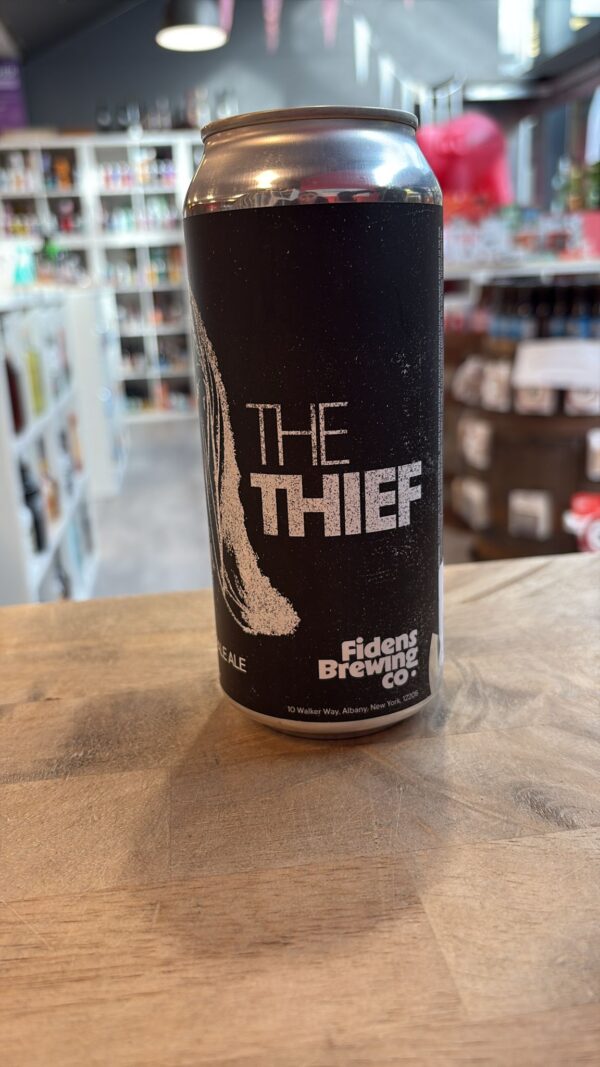 THE
THIEF
ALE
Fidens
Brewing
co.
10 Walker Way, Albany, New York, 12205